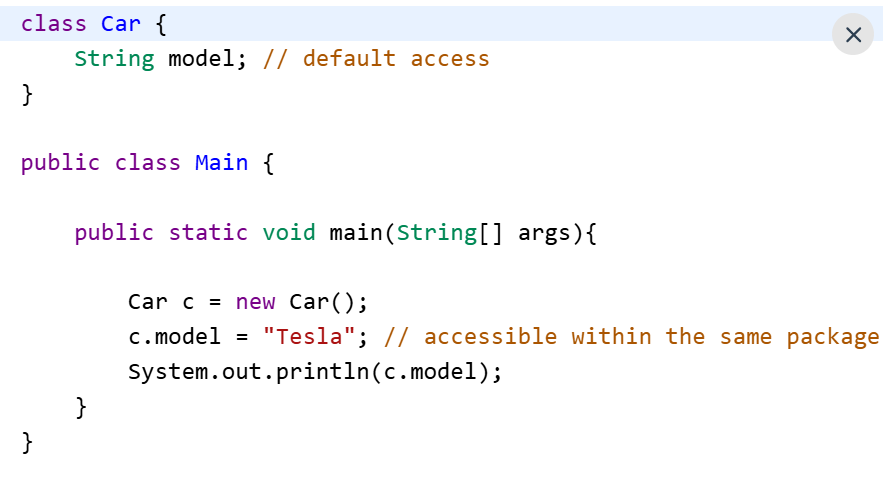 class Car {
    String model; // default access
}

public class Main {

    public static void main(String[] args){

        Car c = new Car();
        c.model = "Tesla"; // accessible within the same package
        System.out.println(c.model);
    }
}